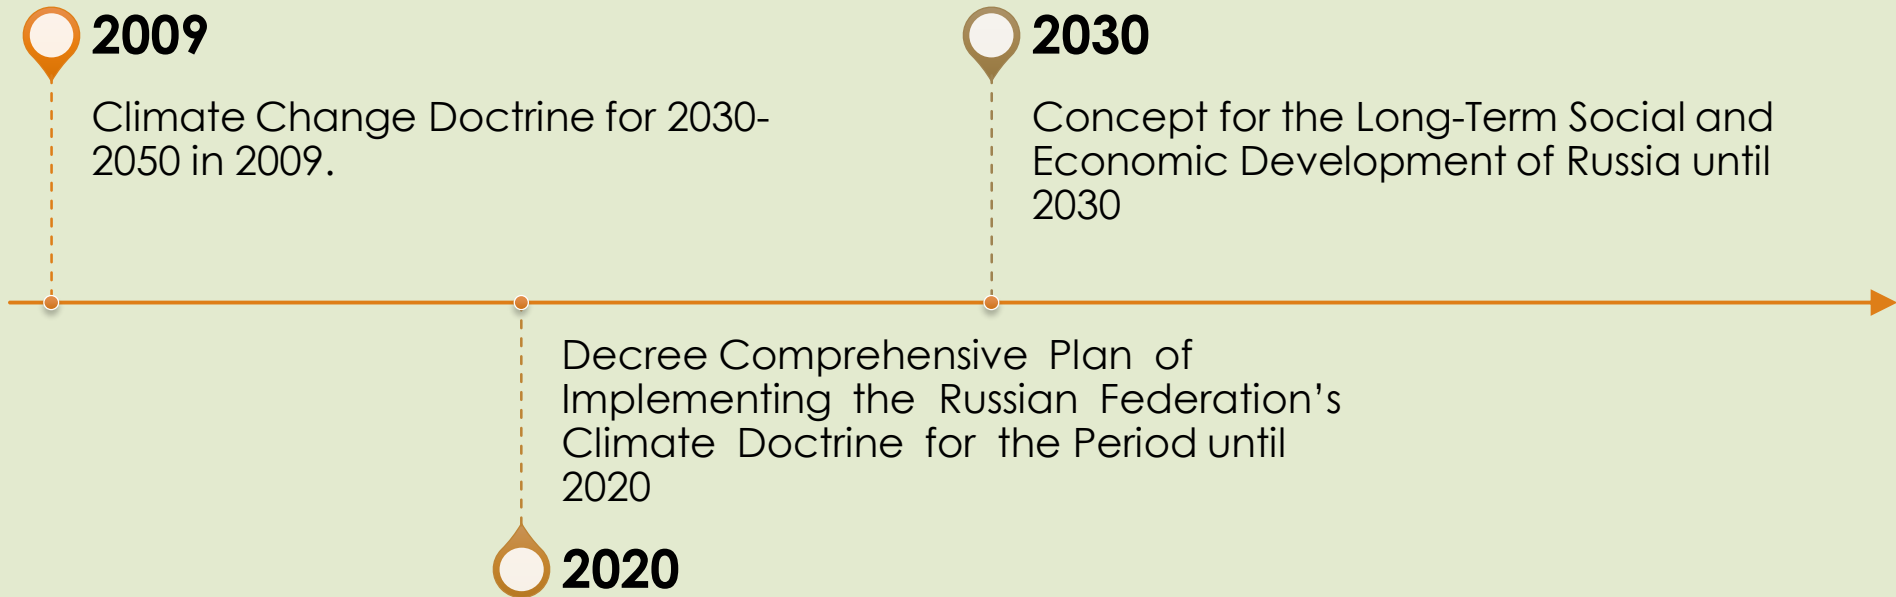 2009
Climate Change Doctrine for 2030-
2050 in 2009.
2030
Concept for the Long-Term Social and
Economic Development of Russia until
2030
Decree Comprehensive Plan of
Implementing the Russian Federation’s
Climate Doctrine for the Period until
2020
2020